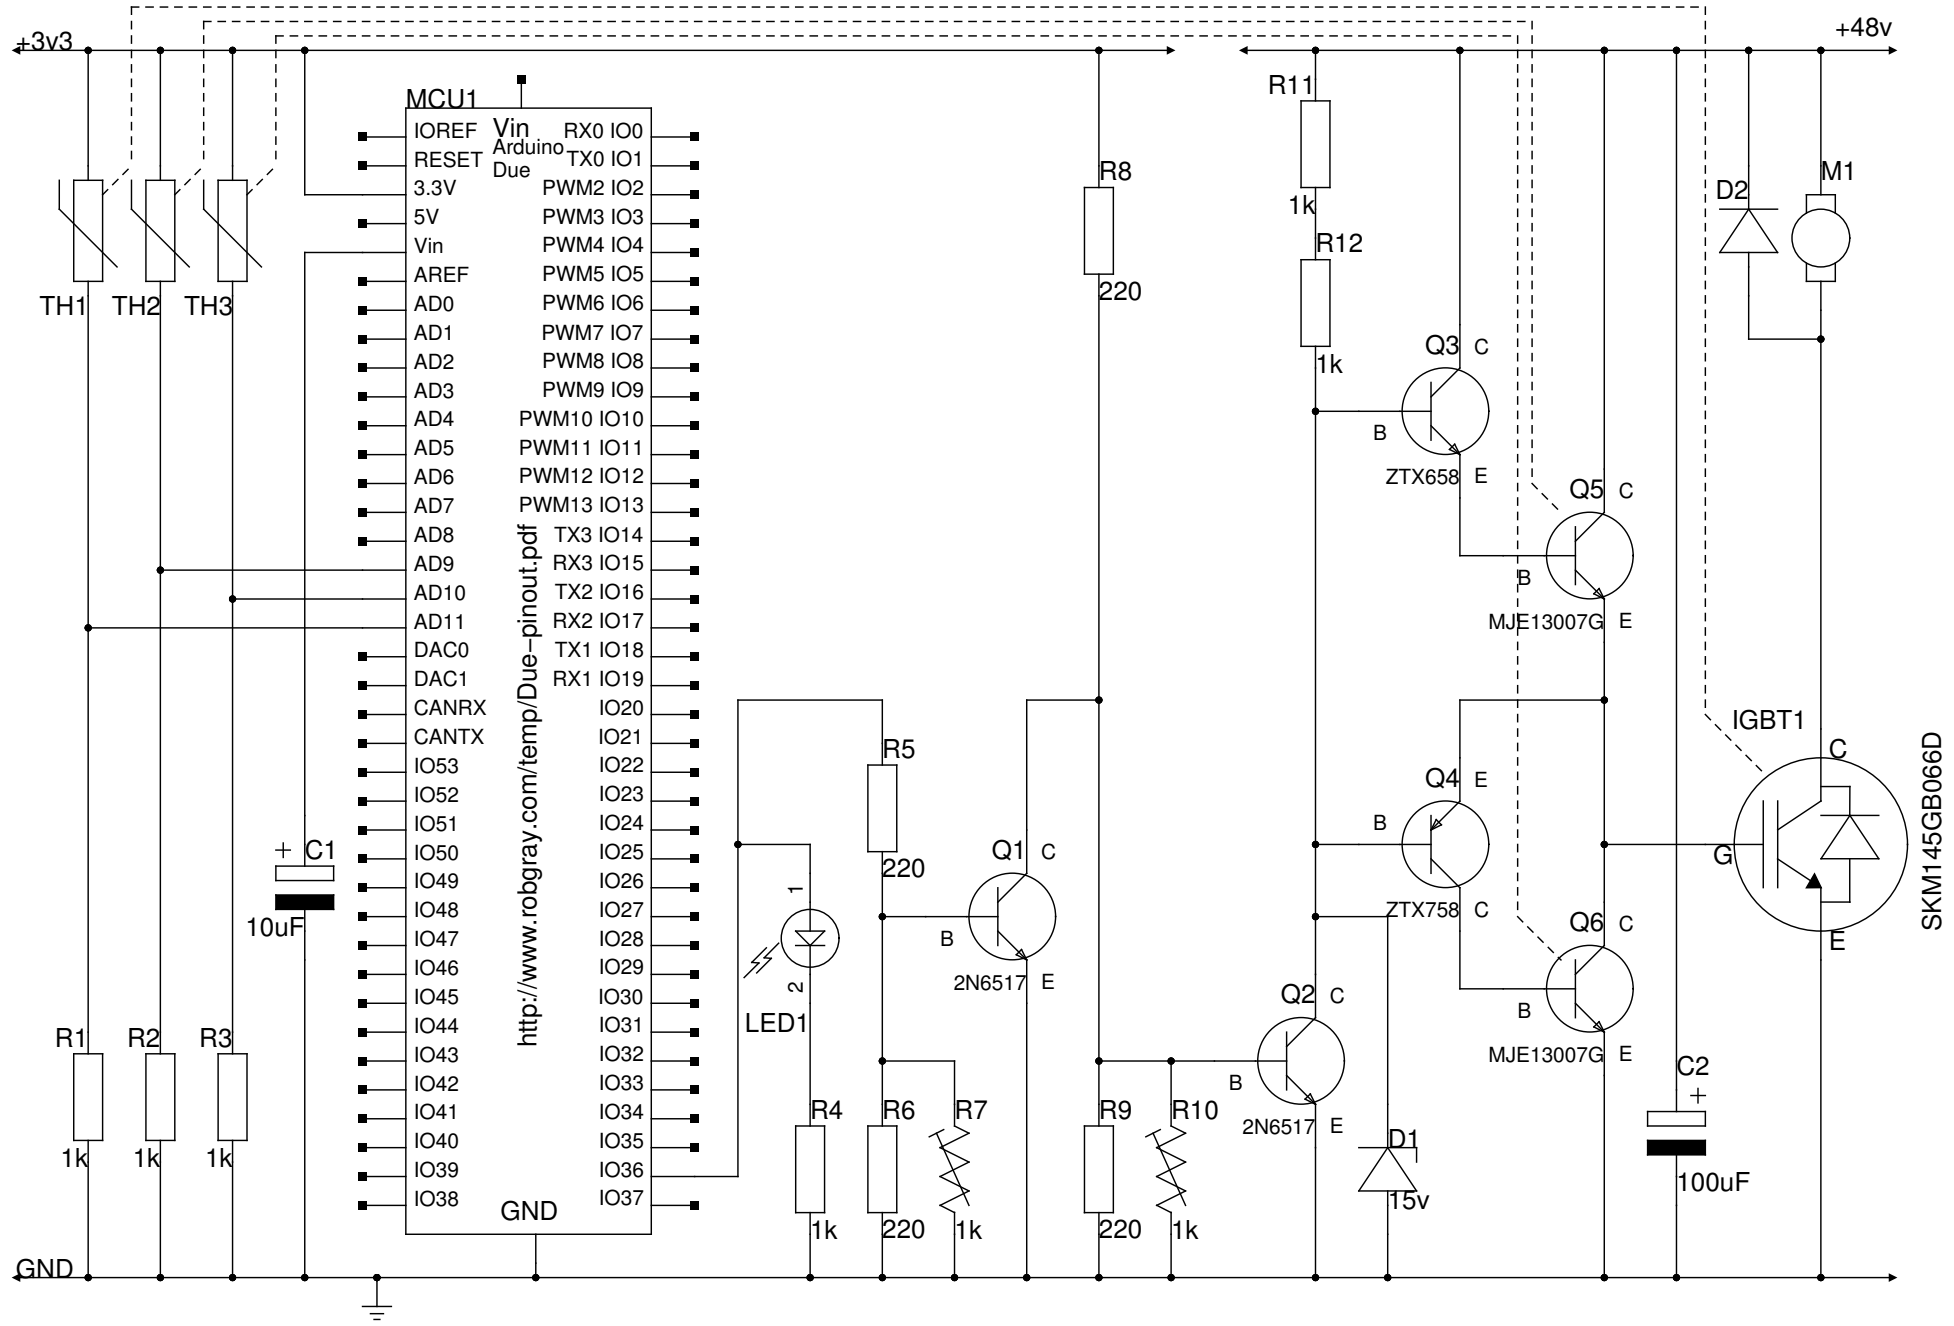 +3v3
+48v
MCU1
Vin
Arduino
Due
IOREF
RESET
3.3V
5V
Vin
AREF
AD0
AD1
AD2
AD3
AD4
AD5
AD6
AD7
AD8
AD9
AD10
AD11
DAC0
DAC1
CANRX
CANTX
IO53
IO52
IO51
IO50
IO49
IO48
IO47
IO46
IO45
IO44
IO43
IO42
IO41
IO40
IO39
IO38
RX0 IO0
TX0 IO1
PWM2 IO2
PWM3 IO3
PWM4 IO4
PWM5 IO5
PWM6 IO6
PWM7 IO7
PWM8 IO8
PWM9 IO9
PWM10 IO10
PWM11 IO11
PWM12 IO12
PWM13 IO13
TX3 IO14
RX3 IO15
TX2 IO16
RX2 IO17
TX1 IO18
RX1 IO19
IO20
IO21
IO22
IO23
IO24
IO25
IO26
IO27
IO28
IO29
IO30
IO31
IO32
IO33
IO34
IO35
IO36
IO37
http://www.robgray.com/temp/Due-pinout.pdf
GND
TH1
TH2
TH3
+ C1
10uF
R1
1k
R2
1k
R3
1k
GND
1
2
LED1
R4
1k
R5
220
R6
220
R7
1k
Q1
C
B
E
2N6517
R8
220
R9
220
R10
1k
R11
1k
R12
1k
Q2
C
B
E
2N6517
D1
15v
Q3
C
B
E
ZTX658
Q5
C
B
E
MJE13007G
Q4
E
B
C
ZTX758
Q6
C
B
E
MJE13007G
C2
+
100uF
D2
M1
IGBT1
C
G
E
SKM145GB066D